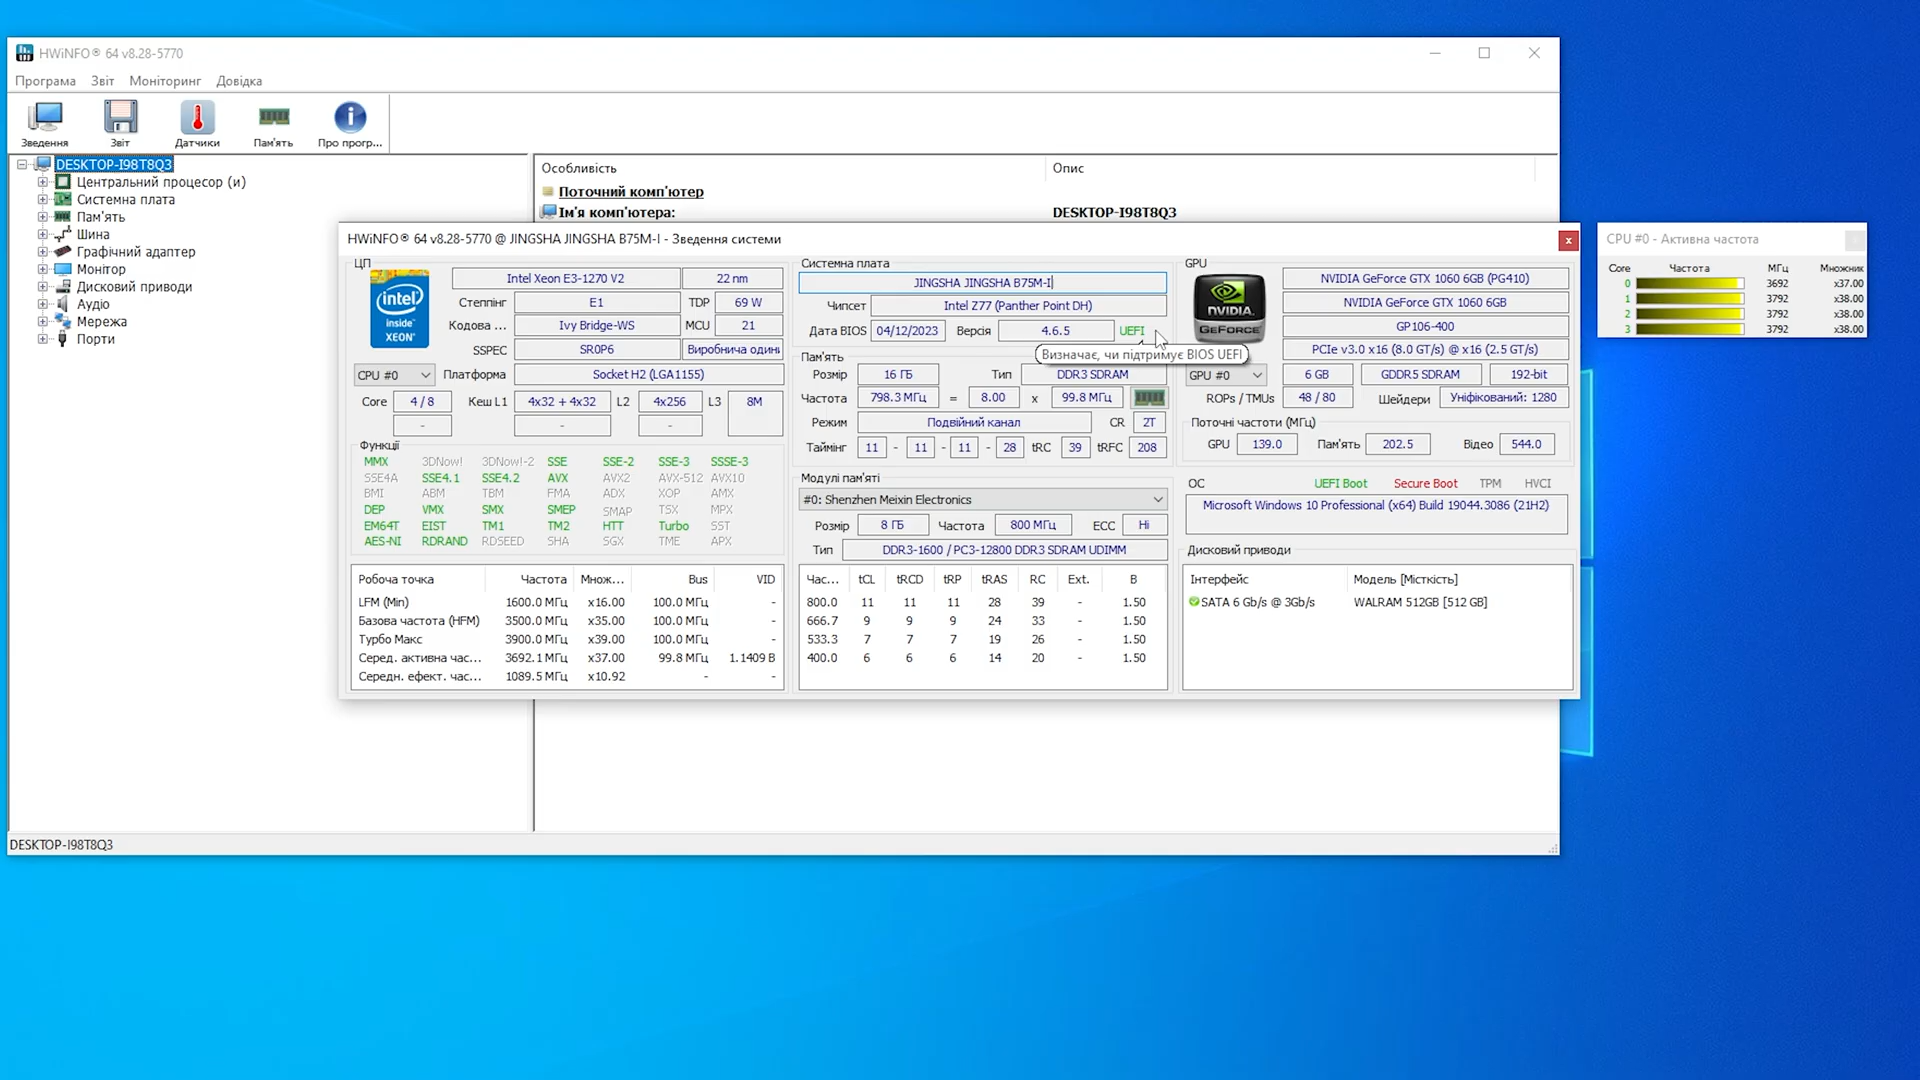 HWiNFO® 64 v8.28-5770
Програма Звіт Моніторинг Довідка
Зведення Звіт Датчики Пам'ять Про прогр...
DESKTOP-I98T8Q3
Центральний процесор (и)
Системна плата
Пам'ять
Шина
Графічний адаптер
Монітор
Дисковий приводи
Аудіо
Мережа
Порти
Особливість Опис
Поточний комп'ютер
Ім'я комп'ютера: DESKTOP-I98T8Q3
HWiNFO® 64 v8.28-5770 @ JINGSHA JINGSHA B75M-I - Зведення системи
ЦП
intel inside XEON®
Intel Xeon E3-1270 V2 22 nm
Степпінг E1 TDP 69 W
Кодова ... Ivy Bridge-WS MCU 21
SSPEC SR0P6 Виробнича один
CPU #0 Платформа Socket H2 (LGA1155)
Core 4 / 8 Кеш L1 4x32 + 4x32 L2 4x256 L3 8M
- - -
Функції
MMX 3DNow! 3DNow!-2 SSE SSE-2 SSE-3 SSSE-3
SSE4A SSE4.1 SSE4.2 AVX AVX2 AVX-512 AVX10
BMI ABM TBM FMA ADX XOP AMX
DEP VMX SMX SMEP SMAP TSX MPX
EM64T EIST TM1 TM2 HTT Turbo SST
AES-NI RDRAND RDSEED SHA SGX TME APX
Робоча точка Частота Множ... Bus VID
LFM (Min) 1600.0 МГц x16.00 100.0 МГц -
Базова частота (HFM) 3500.0 МГц x35.00 100.0 МГц -
Турбо Макс 3900.0 МГц x39.00 100.0 МГц -
Серед. активна час... 3692.1 МГц x37.00 99.8 МГц 1.1409 В
Середн. ефект. час... 1089.5 МГц x10.92 - -
Системна плата
JINGSHA JINGSHA B75M-I
Чипсет Intel Z77 (Panther Point DH)
Дата BIOS 04/12/2023 Версія 4.6.5 UEFI
Визначає, чи підтримує BIOS UEFI
Пам'ять
Розмір 16 ГБ Тип DDR3 SDRAM
Частота 798.3 МГц = 8.00 x 99.8 МГц
Режим Подвійний канал CR 2T
Таймінг 11 - 11 - 11 - 28 tRC 39 tRFC 208
Модулі пам'яті
#0: Shenzhen Meixin Electronics
Розмір 8 ГБ Частота 800 МГц ECC Ні
Тип DDR3-1600 / PC3-12800 DDR3 SDRAM UDIMM
Час... tCL tRCD tRP tRAS RC Ext. В
800.0 11 11 11 28 39 - 1.50
666.7 9 9 9 24 33 - 1.50
533.3 7 7 7 19 26 - 1.50
400.0 6 6 6 14 20 - 1.50
GPU
NVIDIA GEFORCE
NVIDIA GeForce GTX 1060 6GB (PG410)
NVIDIA GeForce GTX 1060 6GB
GP106-400
PCIe v3.0 x16 (8.0 GT/s) @ x16 (2.5 GT/s)
GPU #0 6 GB GDDR5 SDRAM 192-bit
ROPs / TMUs 48 / 80 Шейдери Уніфікований: 1280
Поточні частоти (МГц)
GPU 139.0 Пам'ять 202.5 Відео 544.0
ОС UEFI Boot Secure Boot TPM HVCI
Microsoft Windows 10 Professional (x64) Build 19044.3086 (21H2)
Дисковий приводи
Інтерфейс Модель [Місткість]
SATA 6 Gb/s @ 3Gb/s WALRAM 512GB [512 GB]
CPU #0 - Активна частота
Core Частота МГц Множник
0 3692 x37.00
1 3792 x38.00
2 3792 x38.00
3 3792 x38.00
DESKTOP-I98T8Q3